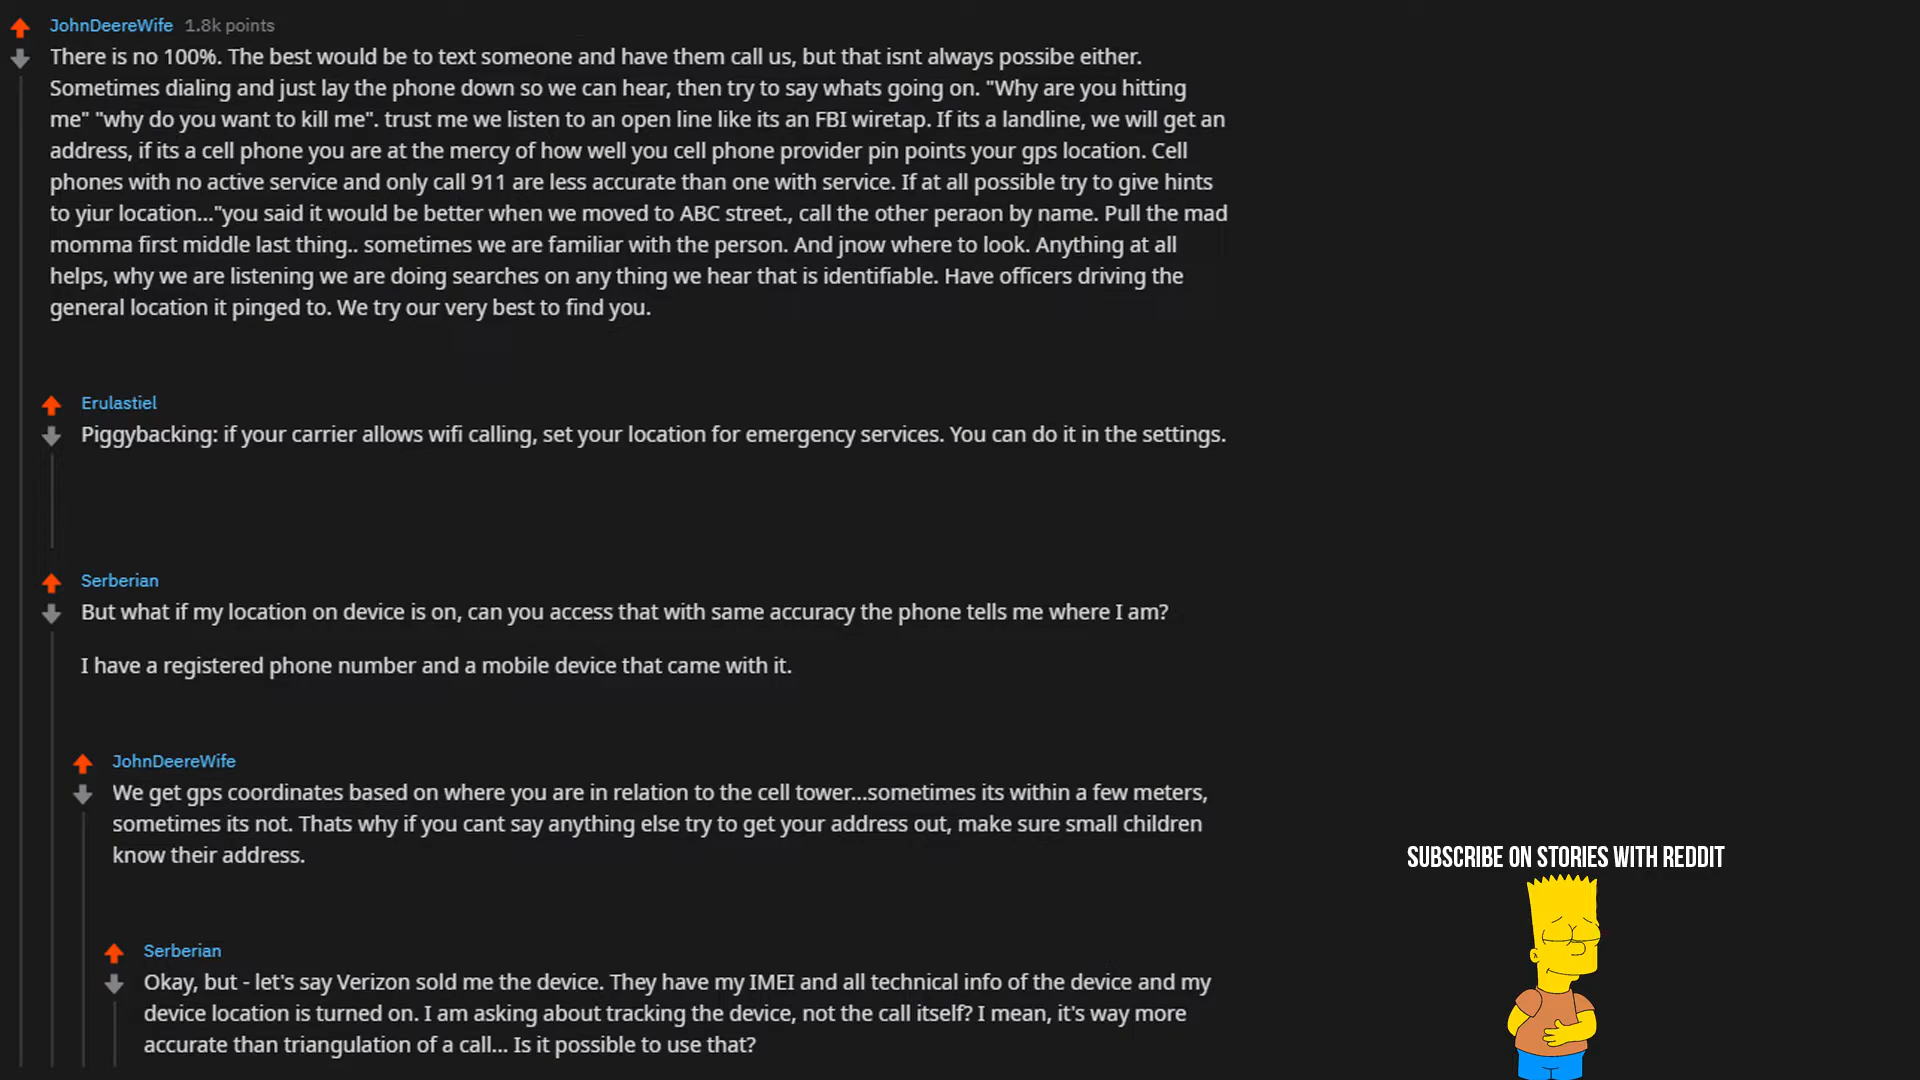 JohnDeereWife 1.8k points
There is no 100%. The best would be to text someone and have them call us, but that isnt always possibe either.
Sometimes dialing and just lay the phone down so we can hear, then try to say whats going on. "Why are you hitting
me" "why do you want to kill me". trust me we listen to an open line like its an FBI wiretap. If its a landline, we will get an
address, if its a cell phone you are at the mercy of how well you cell phone provider pin points your gps location. Cell
phones with no active service and only call 911 are less accurate than one with service. If at all possible try to give hints
to yiur location..."you said it would be better when we moved to ABC street., call the other peraon by name. Pull the mad
momma first middle last thing.. sometimes we are familiar with the person. And jnow where to look. Anything at all
helps, why we are listening we are doing searches on any thing we hear that is identifiable. Have officers driving the
general location it pinged to. We try our very best to find you.
Erulastiel
Piggybacking: if your carrier allows wifi calling, set your location for emergency services. You can do it in the settings.
Serberian
But what if my location on device is on, can you access that with same accuracy the phone tells me where I am?
I have a registered phone number and a mobile device that came with it.
JohnDeereWife
We get gps coordinates based on where you are in relation to the cell tower...sometimes its within a few meters,
sometimes its not. Thats why if you cant say anything else try to get your address out, make sure small children
know their address.
Serberian
Okay, but - let's say Verizon sold me the device. They have my IMEI and all technical info of the device and my
device location is turned on. I am asking about tracking the device, not the call itself? I mean, it's way more
accurate than triangulation of a call... Is it possible to use that?
SUBSCRIBE ON STORIES WITH REDDIT